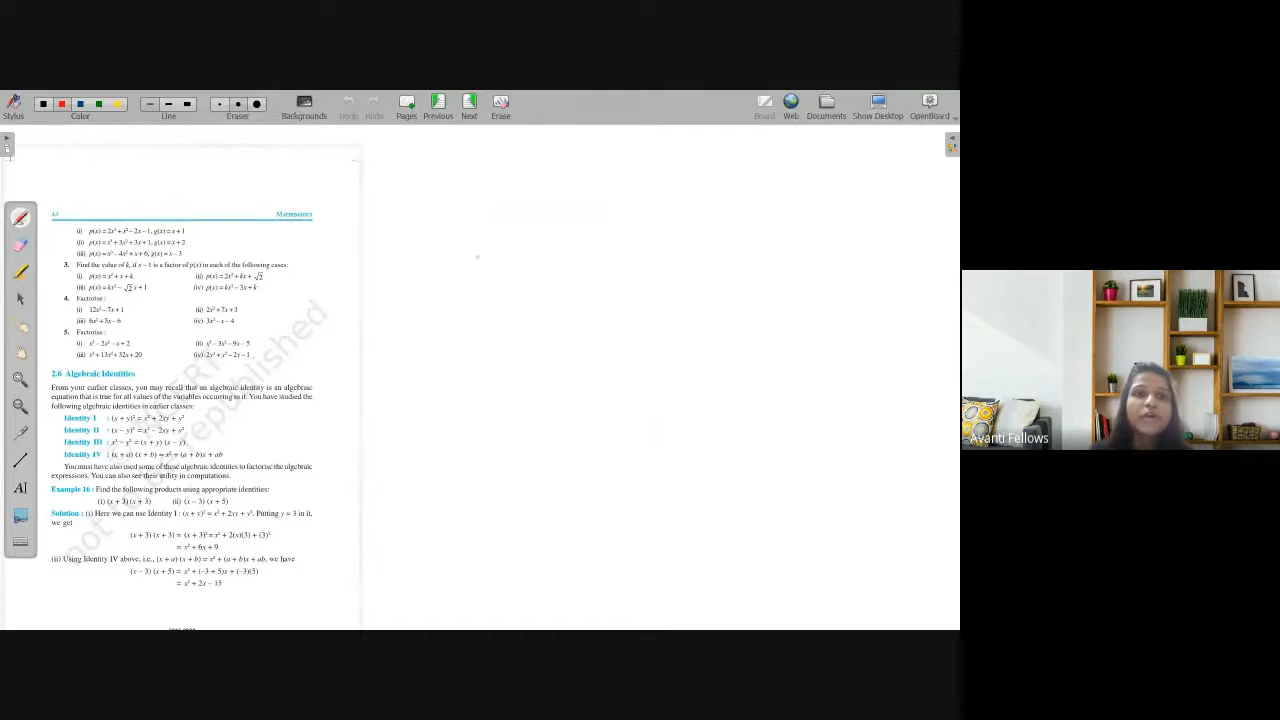 Stylus Color Line Eraser Backgrounds Undo Redo Pages Previous Next Erase Board Web Documents Show Desktop OpenBoard
44 MATHEMATICS
(i) p(x) = 2x³ + x² – 2x – 1, g(x) = x + 1
(ii) p(x) = x³ + 3x² + 3x + 1, g(x) = x + 2
(iii) p(x) = x³ – 4x² + x + 6, g(x) = x – 3
3. Find the value of k, if x – 1 is a factor of p(x) in each of the following cases:
(i) p(x) = x² + x + k (ii) p(x) = 2x² + kx + √2
(iii) p(x) = kx² – √2 x + 1 (iv) p(x) = kx² – 3x + k
4. Factorise :
(i) 12x² – 7x + 1 (ii) 2x² + 7x + 3
(iii) 6x² + 5x – 6 (iv) 3x² – x – 4
5. Factorise :
(i) x³ – 2x² – x + 2 (ii) x³ – 3x² – 9x – 5
(iii) x³ + 13x² + 32x + 20 (iv) 2y³ + y² – 2y – 1
2.6 Algebraic Identities
From your earlier classes, you may recall that an algebraic identity is an algebraic
equation that is true for all values of the variables occurring in it. You have studied the
following algebraic identities in earlier classes:
Identity I : (x + y)² = x² + 2xy + y²
Identity II : (x – y)² = x² – 2xy + y²
Identity III : x² – y² = (x + y) (x – y)
Identity IV : (x + a) (x + b) = x² + (a + b)x + ab
You must have also used some of these algebraic identities to factorise the algebraic
expressions. You can also see their utility in computations.
Example 16 : Find the following products using appropriate identities:
(i) (x + 3) (x + 3) (ii) (x – 3) (x + 5)
Solution : (i) Here we can use Identity I : (x + y)² = x² + 2xy + y². Putting y = 3 in it,
we get
(x + 3) (x + 3) = (x + 3)² = x² + 2(x)(3) + (3)²
= x² + 6x + 9
(ii) Using Identity IV above, i.e., (x + a) (x + b) = x² + (a + b)x + ab, we have
(x – 3) (x + 5) = x² + (–3 + 5)x + (–3)(5)
= x² + 2x – 15
not to be republished
Avanti Fellows